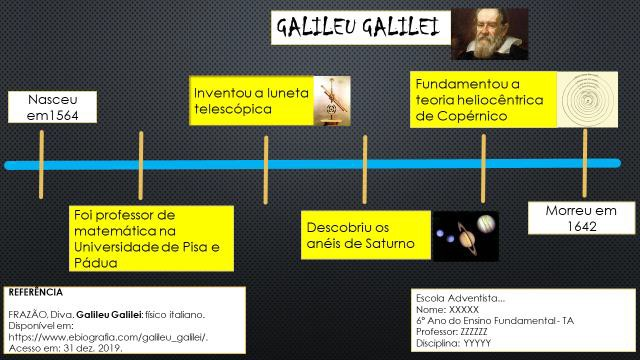 GALILEU GALILEI
Nasceu
em1564
Inventou a luneta
telescópica
Fundamentou a
teoria heliocêntrica
de Copérnico
Foi professor de
matemática na
Universidade de Pisa e
Pádua
Descobriu os
anéis de Saturno
Morreu em
1642
REFERÊNCIA
FRAZÃO, Diva. Galileu Galilei: físico italiano.
Disponível em:
https://www.ebiografia.com/galileu_galilei/.
Acesso em: 31 dez. 2019.
Escola Adventista...
Nome: XXXXX
6º Ano do Ensino Fundamental - TA
Professor: ZZZZZZ
Disciplina: YYYYY